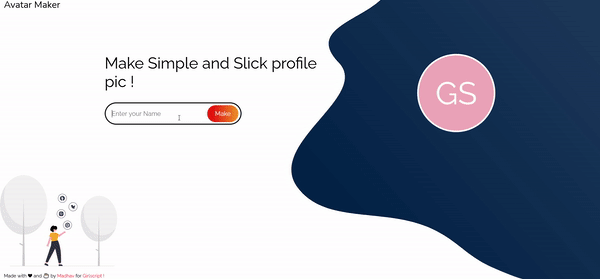 Avatar Maker
Make Simple and Slick profile
pic !
Enter your Name
Make
GS
Made with ❤ and by Madhav for Girlscript !